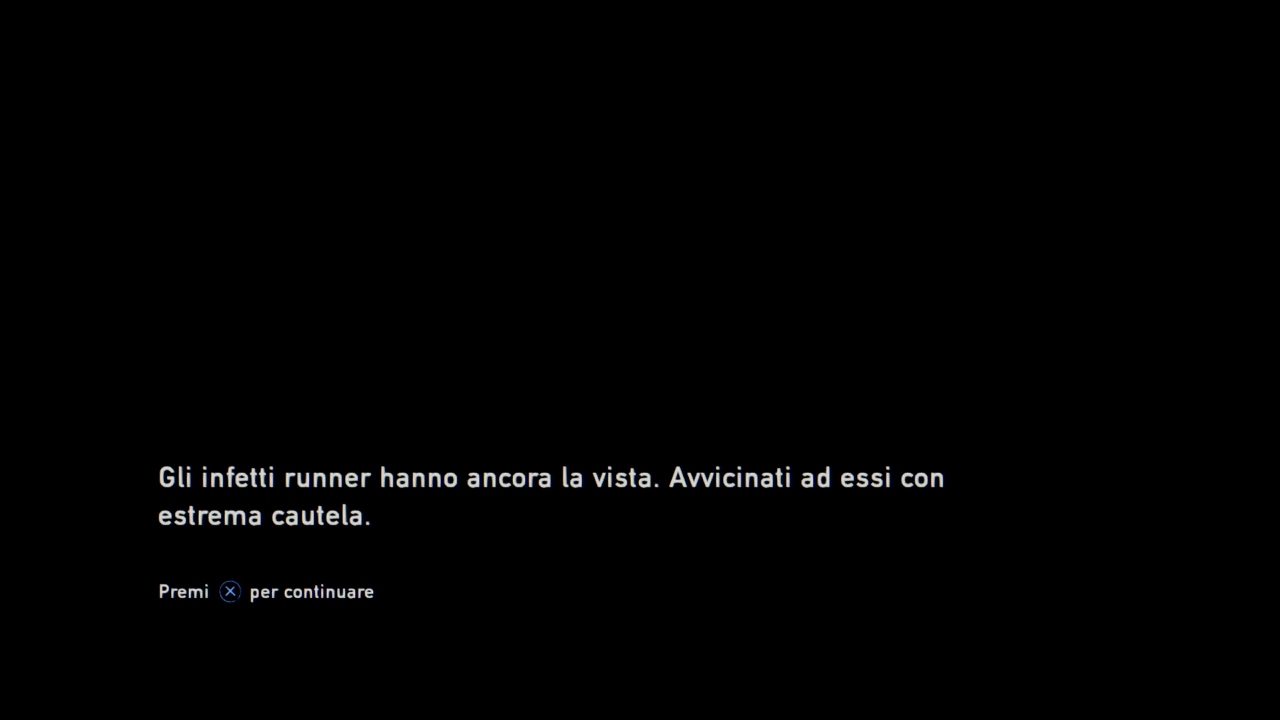 Gli infetti runner hanno ancora la vista. Avvicinati ad essi con
estrema cautela.
Premi ⓧ per continuare